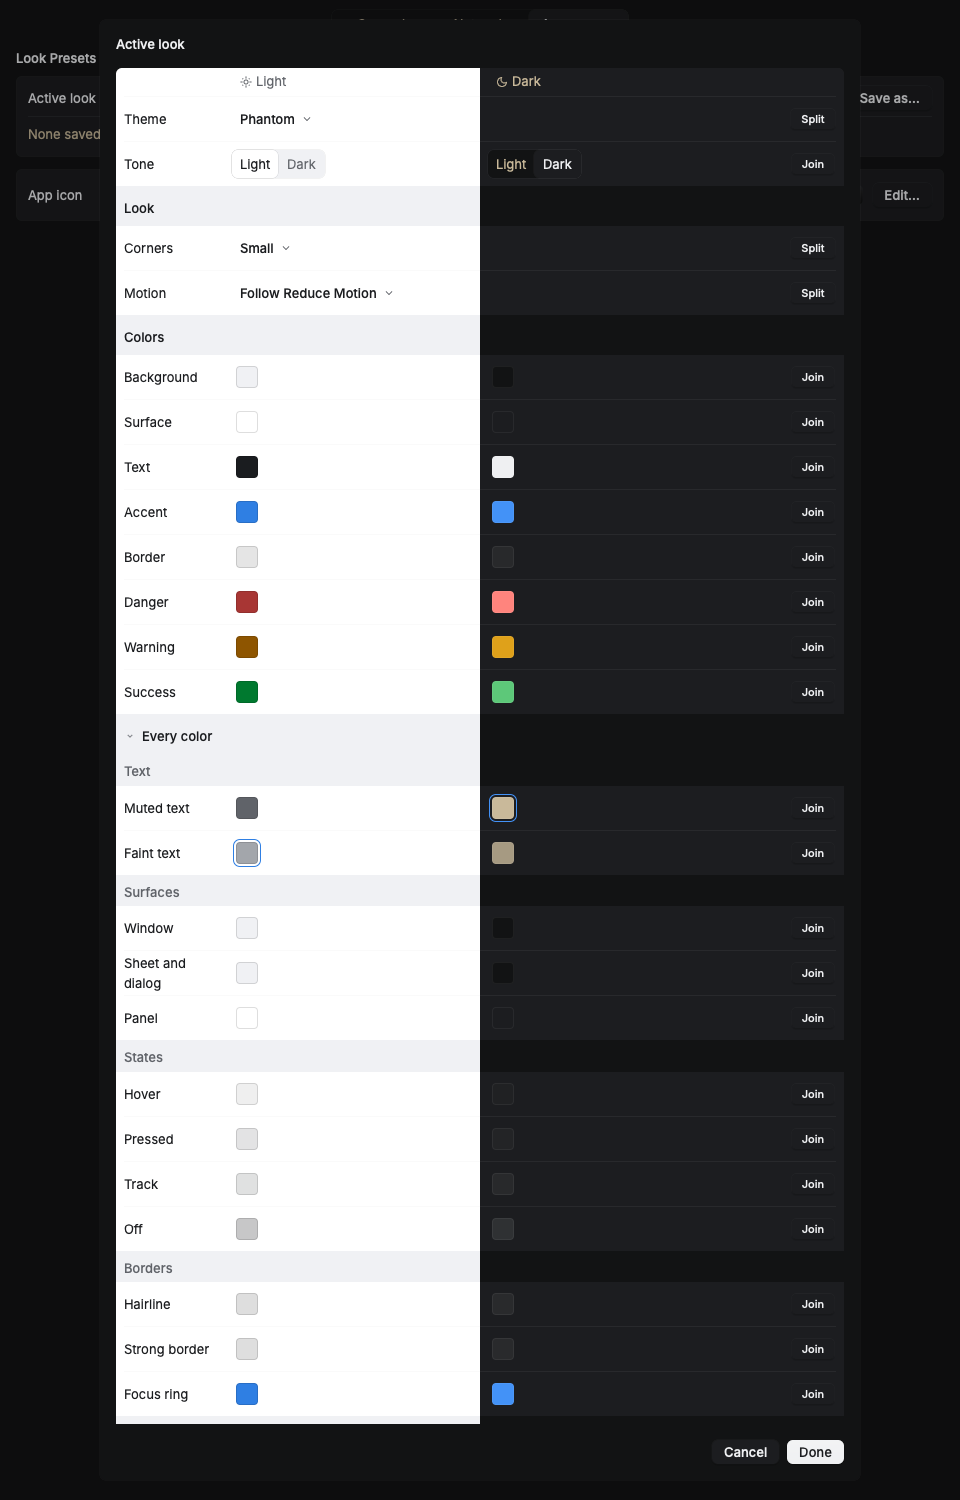 Active look
Look Presets
Light
Dark
Active look
Save as...
Theme
Phantom
Split
None saved
Tone
Light
Dark
Light
Dark
Join
App icon
Edit...
Look
Corners
Small
Split
Motion
Follow Reduce Motion
Split
Colors
Background
Join
Surface
Join
Text
Join
Accent
Join
Border
Join
Danger
Join
Warning
Join
Success
Join
Every color
Text
Muted text
Join
Faint text
Join
Surfaces
Window
Join
Sheet and
dialog
Join
Panel
Join
States
Hover
Join
Pressed
Join
Track
Join
Off
Join
Borders
Hairline
Join
Strong border
Join
Focus ring
Join
Cancel
Done